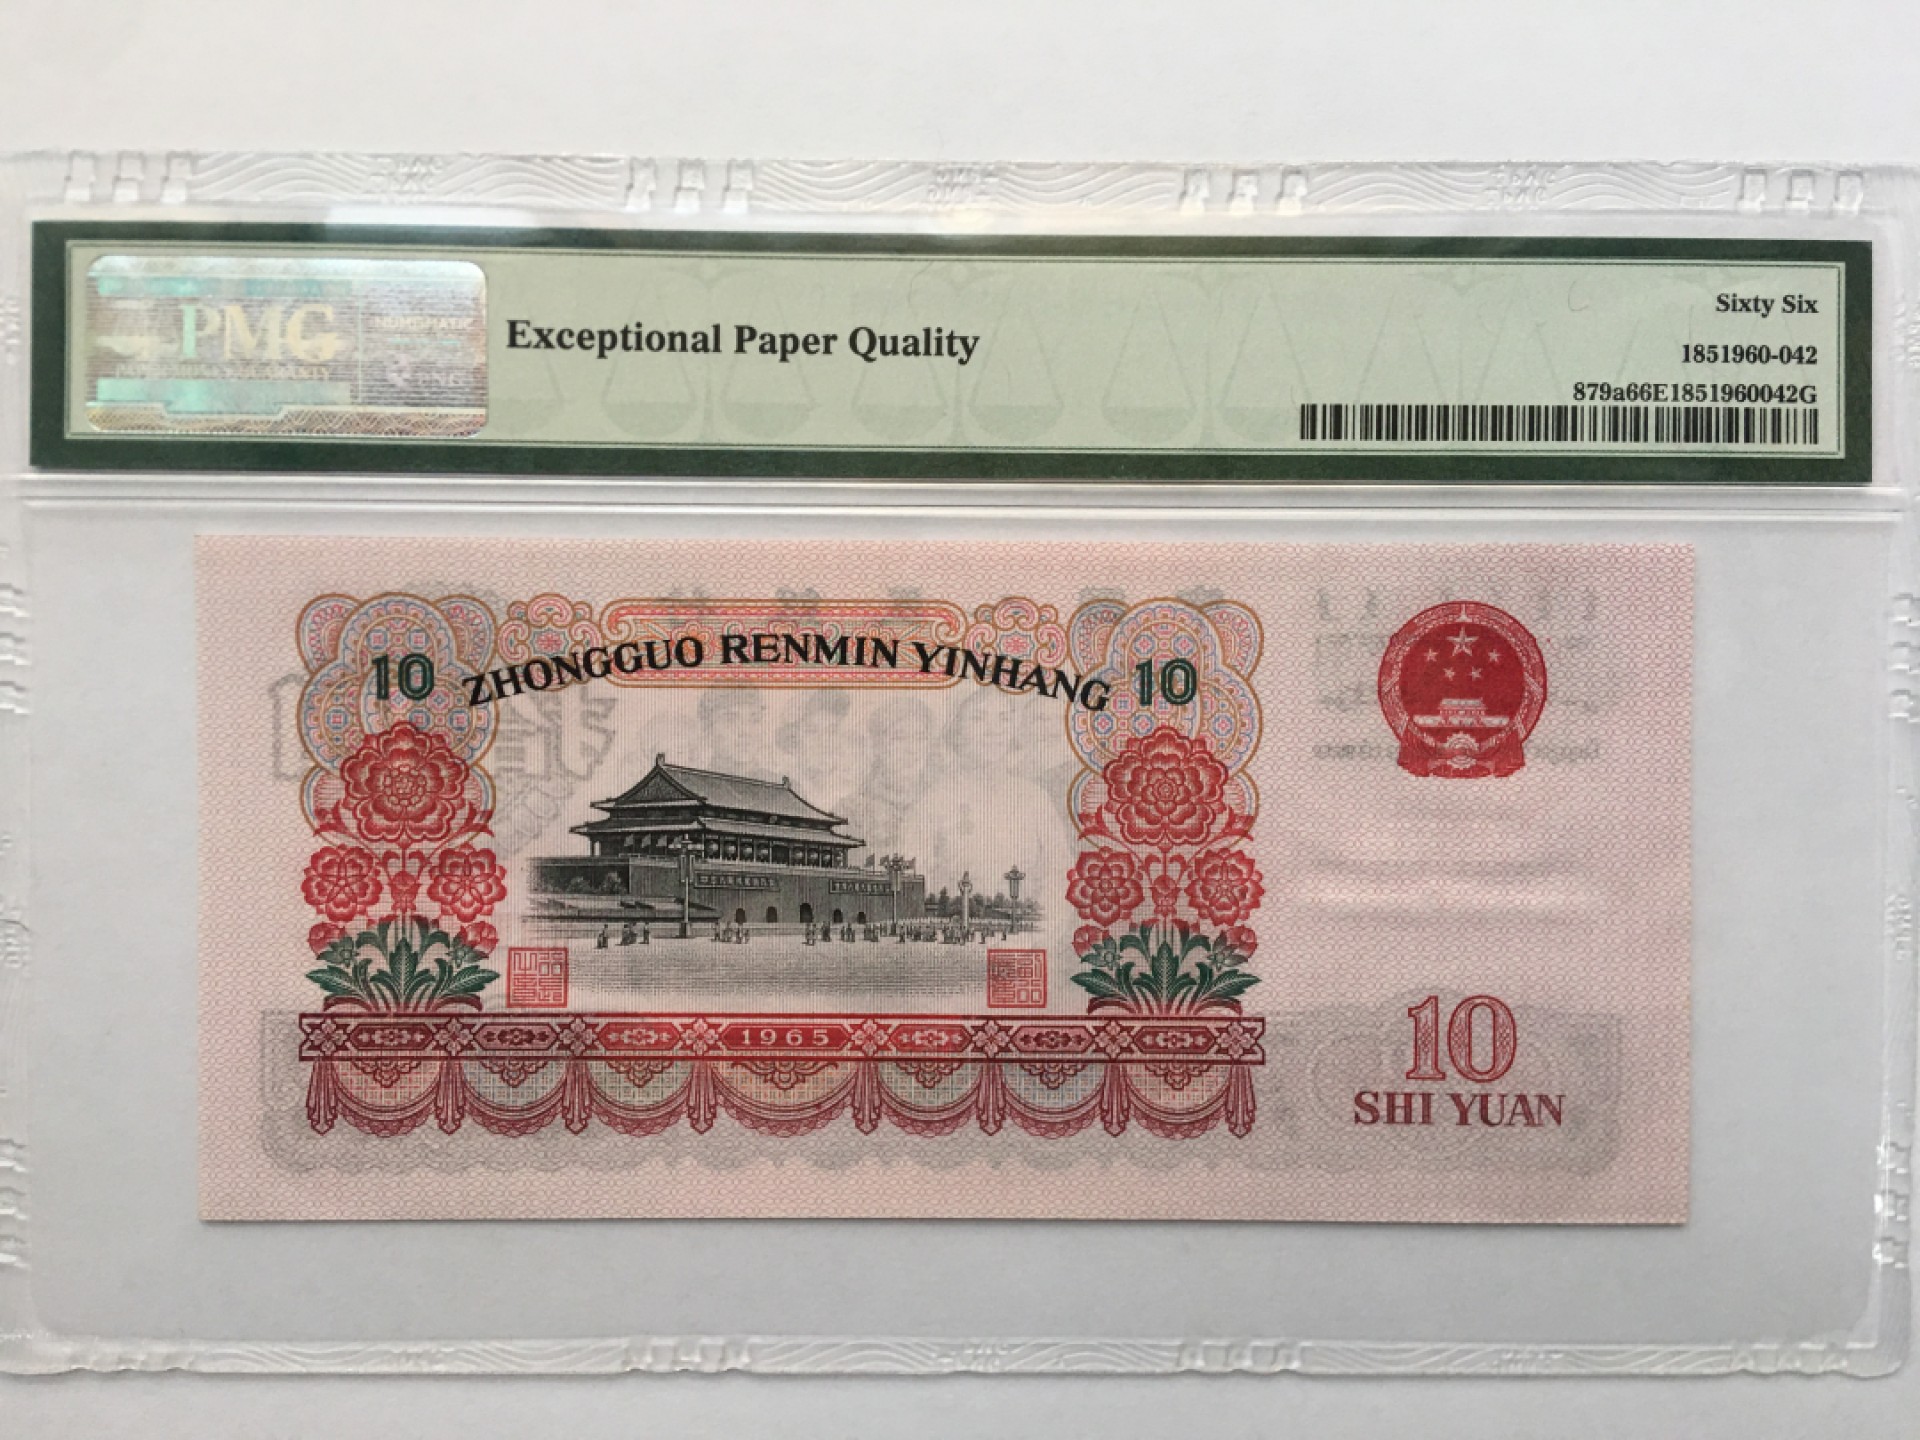 PMG
Exceptional Paper Quality
Sixty Six
1851960-042
879a66E1851960042G
10 ZHONGGUO RENMIN YINHANG 10
1965
10
SHI YUAN